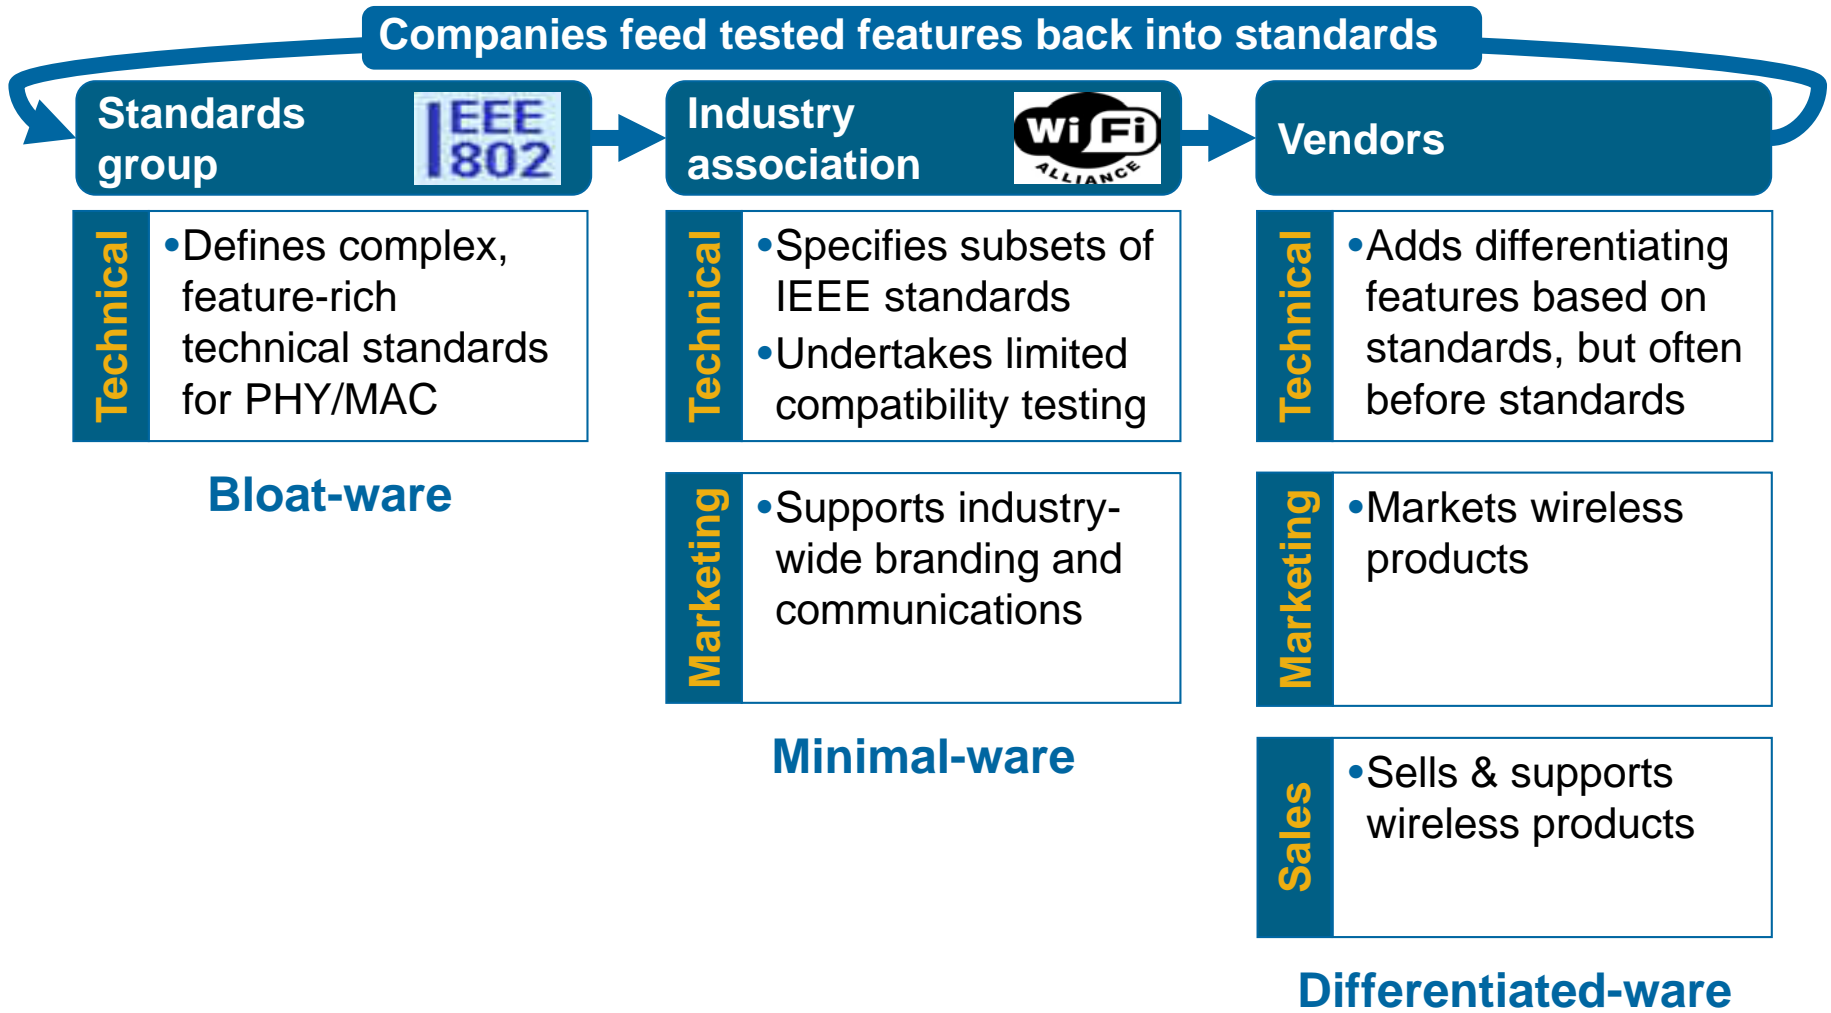 Companies feed tested features back into standards
Standards
group
IEEE
802
Industry
association
Wi Fi
ALLIANCE
Vendors
Technical
•Defines complex,
feature-rich
technical standards
for PHY/MAC
Bloat-ware
Technical
•Specifies subsets of
IEEE standards
•Undertakes limited
compatibility testing
Marketing
•Supports industry-
wide branding and
communications
Minimal-ware
Technical
•Adds differentiating
features based on
standards, but often
before standards
Marketing
•Markets wireless
products
Sales
•Sells & supports
wireless products
Differentiated-ware